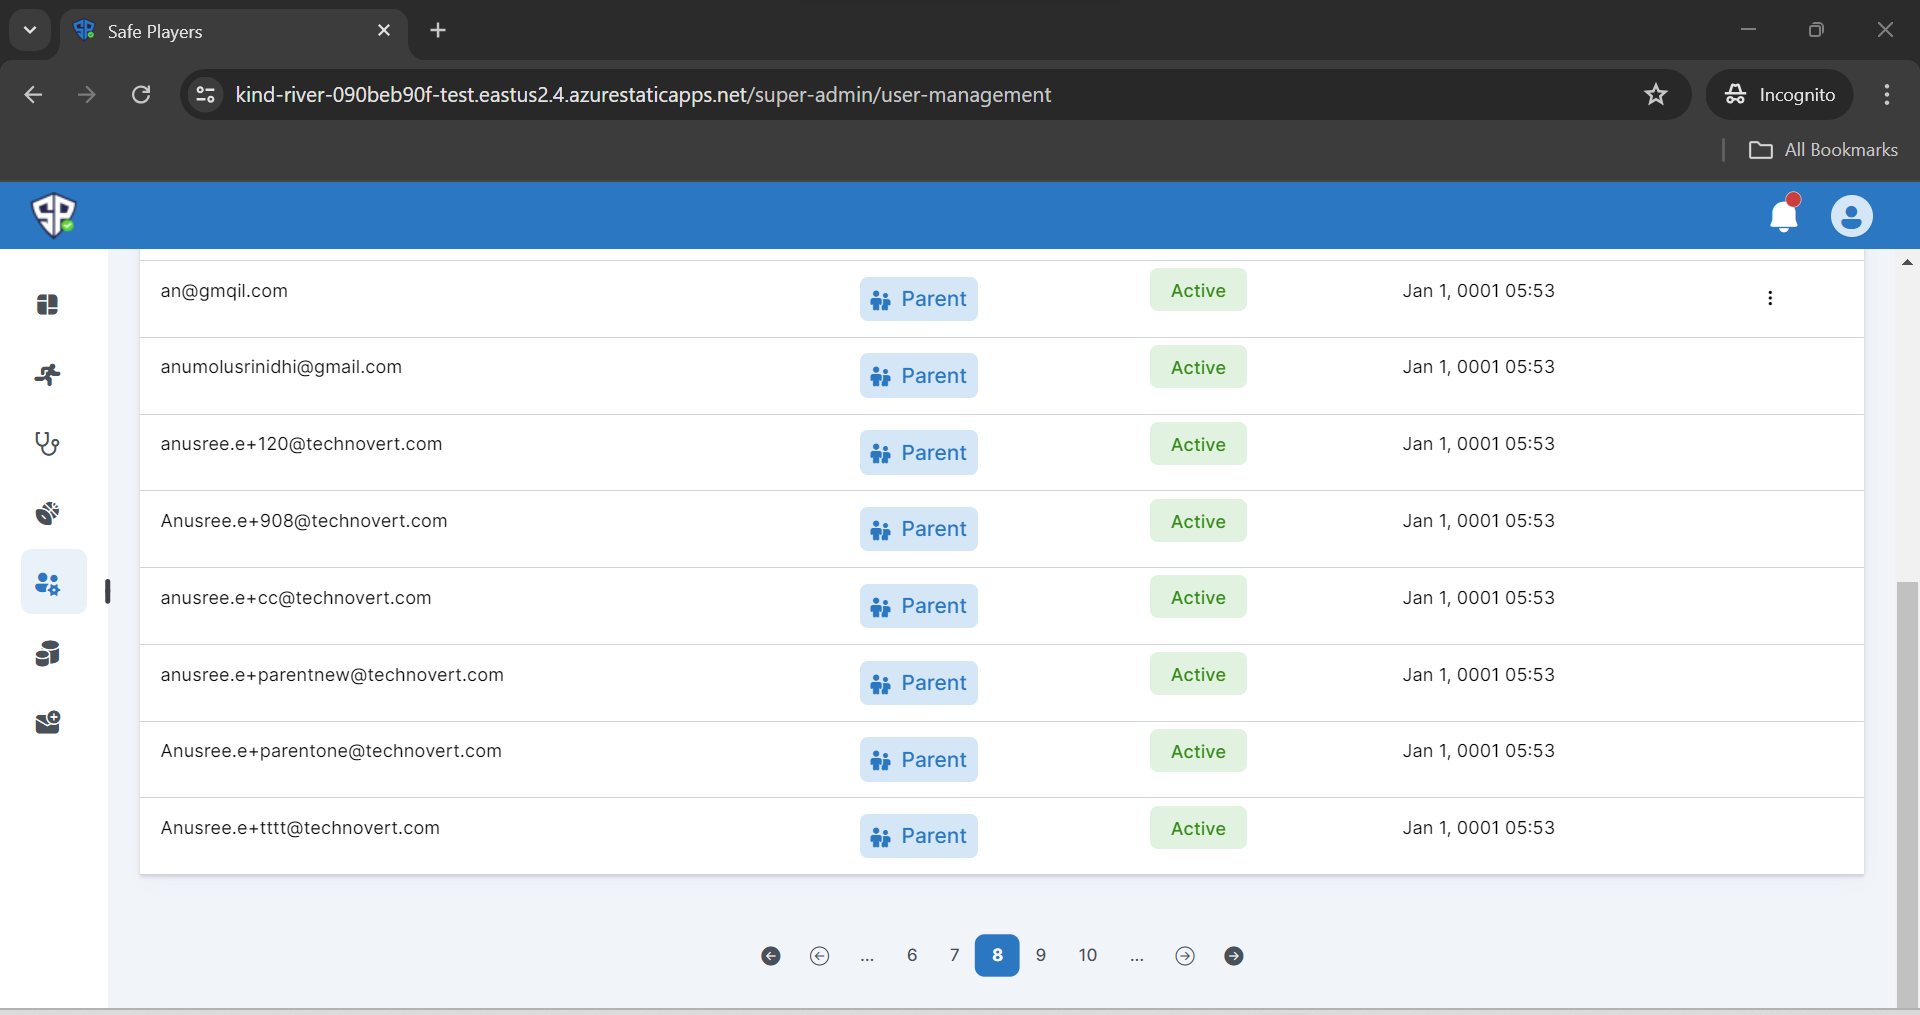 Safe Players
kind-river-090beb90f-test.eastus2.4.azurestaticapps.net/super-admin/user-management
Incognito
All Bookmarks
SP
an@gmqil.com Parent Active Jan 1, 0001 05:53
anumolusrinidhi@gmail.com Parent Active Jan 1, 0001 05:53
anusree.e+120@technovert.com Parent Active Jan 1, 0001 05:53
Anusree.e+908@technovert.com Parent Active Jan 1, 0001 05:53
anusree.e+cc@technovert.com Parent Active Jan 1, 0001 05:53
anusree.e+parentnew@technovert.com Parent Active Jan 1, 0001 05:53
Anusree.e+parentone@technovert.com Parent Active Jan 1, 0001 05:53
Anusree.e+tttt@technovert.com Parent Active Jan 1, 0001 05:53
... 6 7 8 9 10 ...